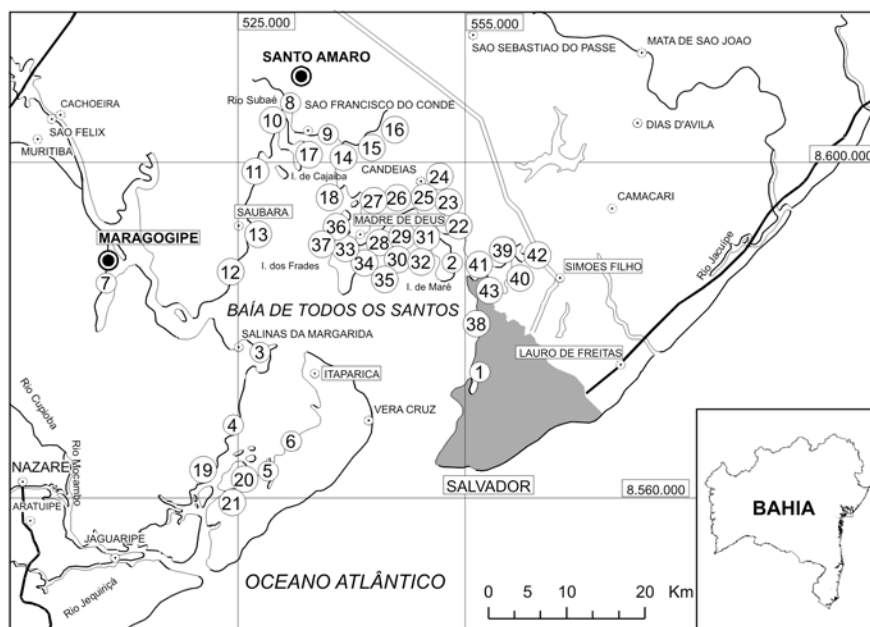 525.000
555.000
SAO SEBASTIAO DO PASSE
MATA DE SAO JOAO
SANTO AMARO
Rio Subaé
8
SAO FRANCISCO DO CONDE
CACHOEIRA
SAO FELIX
MURITIBA
10
9
16
DIAS D'AVILA
17
14
15
8.600.000
I. de Cajaiba
CANDEIAS
11
24
18
27
26
25
23
CAMACARI
SAUBARA
13
36
MADRE DE DEUS
22
MARAGOGIPE
37
33
28
29
31
39
42
Rio Jacuipe
7
12
I. dos Frades
34
30
32
2
41
40
SIMOES FILHO
35
I. de Maré
43
BAÍA DE TODOS OS SANTOS
38
SALINAS DA MARGARIDA
3
LAURO DE FREITAS
ITAPARICA
1
Rio Cupioba
4
VERA CRUZ
6
Rio Mocambo
NAZARE
19
5
20
SALVADOR
8.560.000
21
ARATUIPE
BAHIA
JAGUARIPE
OCEANO ATLÂNTICO
Rio Jequiriçá
0 5 10 20 Km